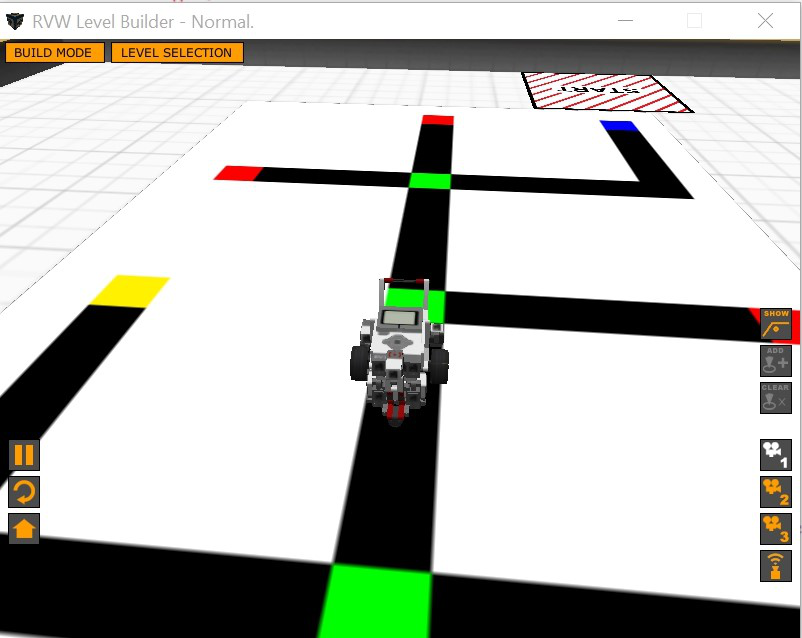 RVW Level Builder - Normal.
BUILD MODE
LEVEL SELECTION
START
SHOW
ADD
CLEAR
1
2
3